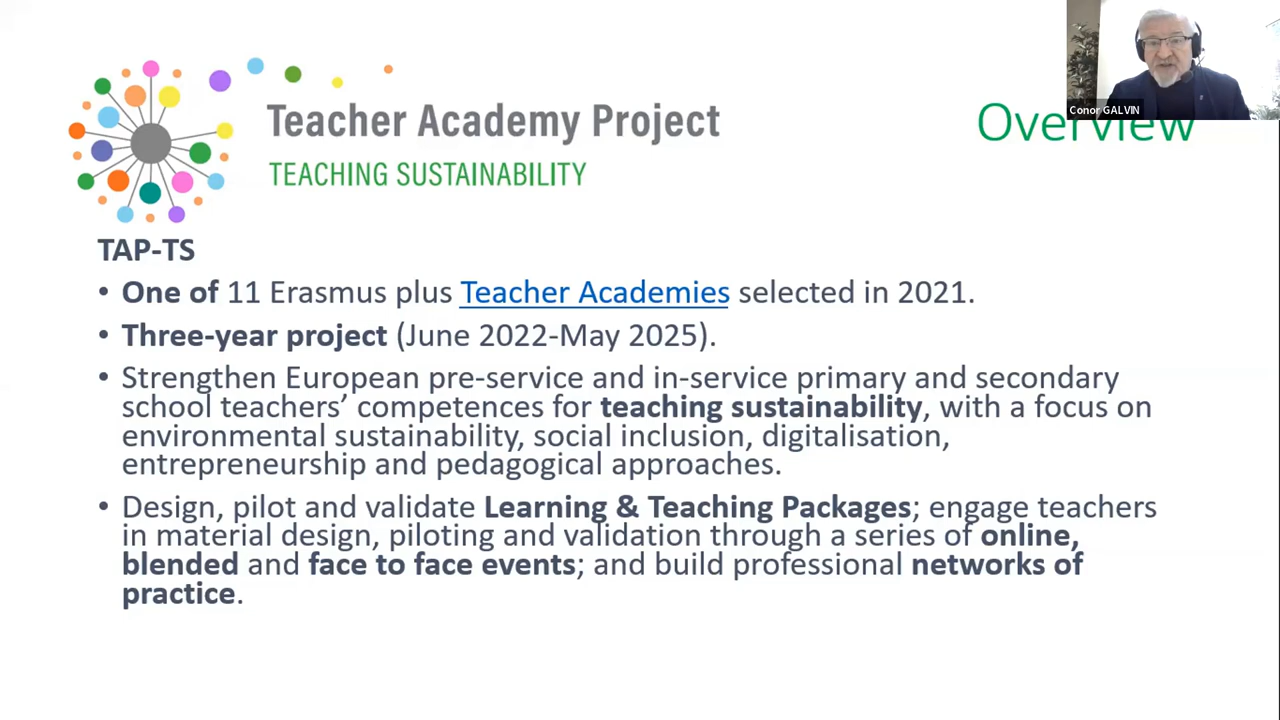 Conor GALVIN
Teacher Academy Project
Overview
TEACHING SUSTAINABILITY
TAP-TS
• One of 11 Erasmus plus Teacher Academies selected in 2021.
• Three-year project (June 2022-May 2025).
• Strengthen European pre-service and in-service primary and secondary
school teachers’ competences for teaching sustainability, with a focus on
environmental sustainability, social inclusion, digitalisation,
entrepreneurship and pedagogical approaches.
• Design, pilot and validate Learning & Teaching Packages; engage teachers
in material design, piloting and validation through a series of online,
blended and face to face events; and build professional networks of
practice.